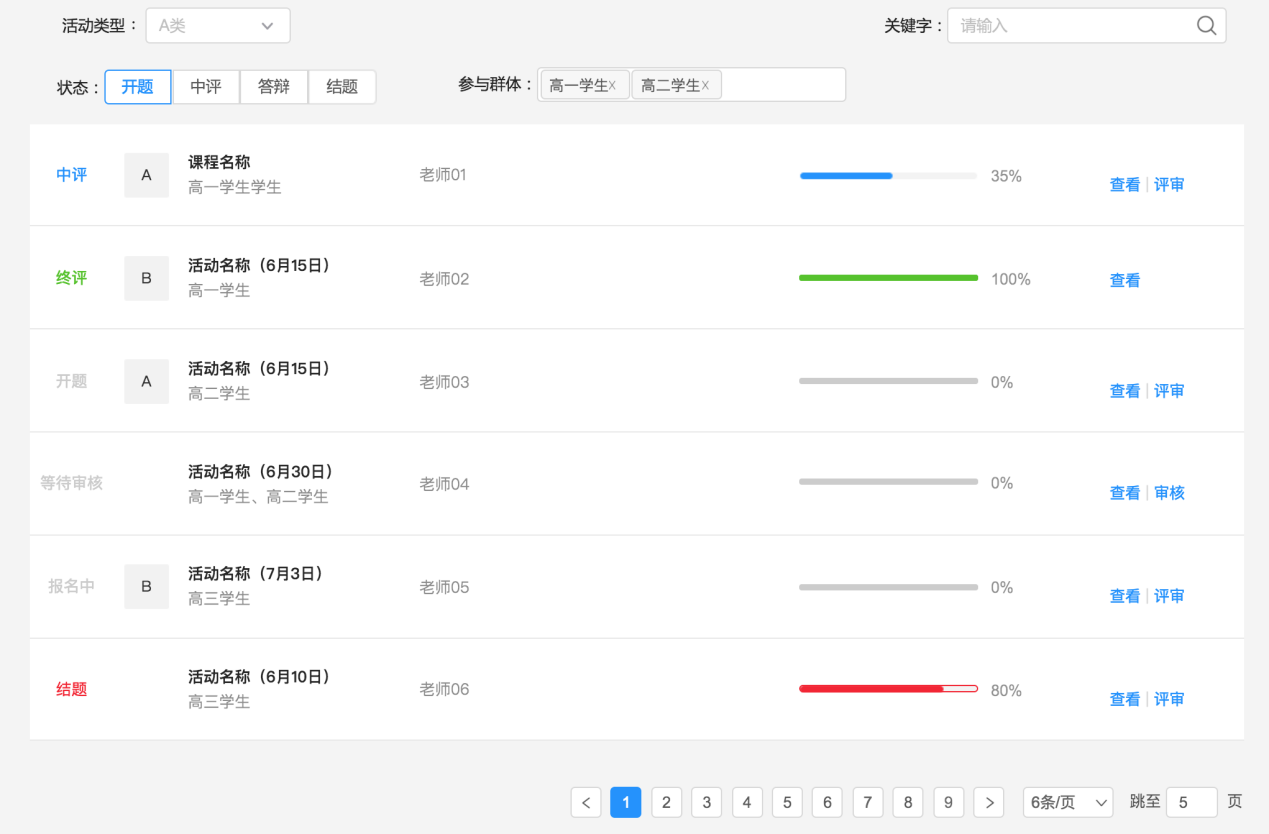 活动类型： A类 关键字： 请输入
状态： 开题 中评 答辩 结题 参与群体： 高一学生x 高二学生x
中评 A 课程名称 老师01 35% 查看 | 评审
高一学生学生
终评 B 活动名称（6月15日） 老师02 100% 查看
高一学生
开题 A 活动名称（6月15日） 老师03 0% 查看 | 评审
高二学生
等待审核 活动名称（6月30日） 老师04 0% 查看 | 审核
高一学生、高二学生
报名中 B 活动名称（7月3日） 老师05 0% 查看 | 评审
高三学生
结题 活动名称（6月10日） 老师06 80% 查看 | 评审
高三学生
< 1 2 3 4 5 6 7 8 9 > 6条/页 跳至 5 页